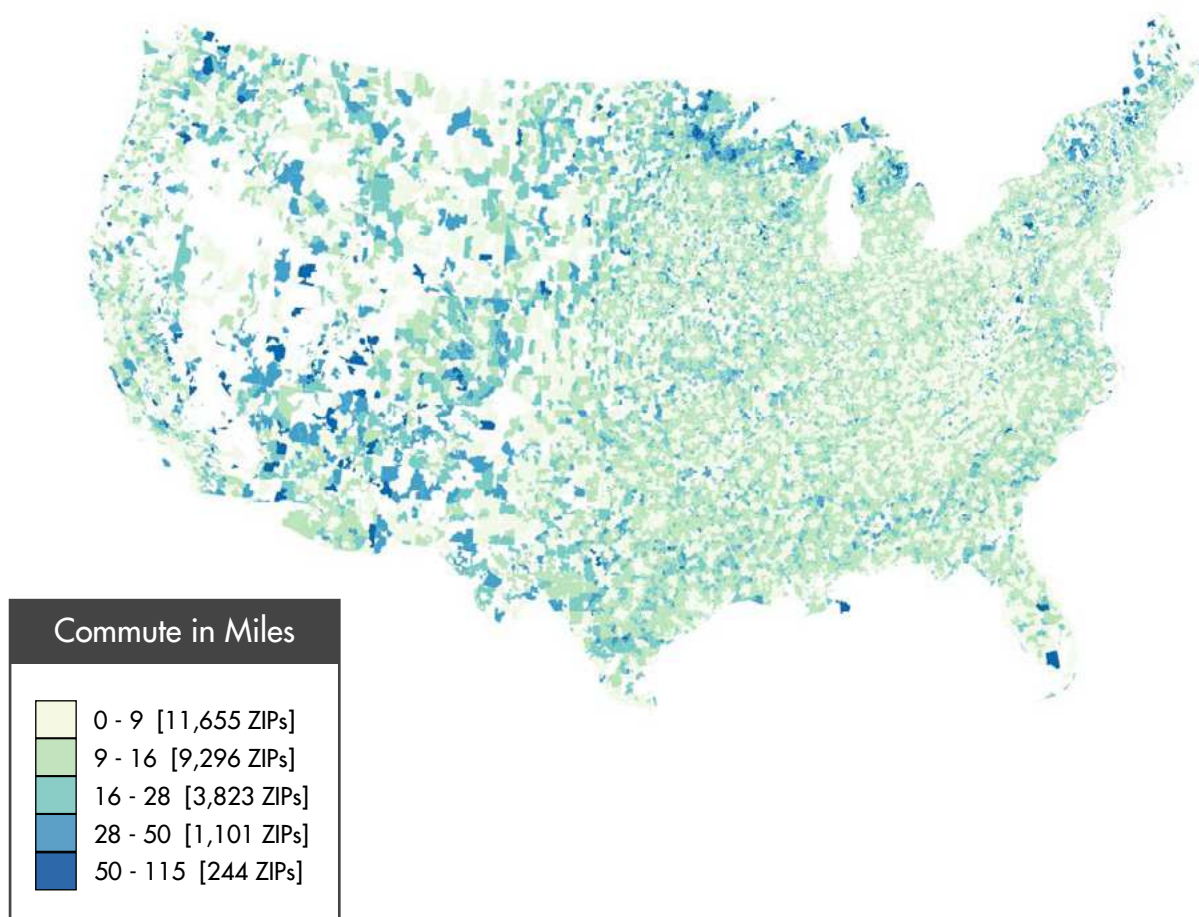 Commute in Miles
0 - 9 [11,655 ZIPs]
9 - 16 [9,296 ZIPs]
16 - 28 [3,823 ZIPs]
28 - 50 [1,101 ZIPs]
50 - 115 [244 ZIPs]